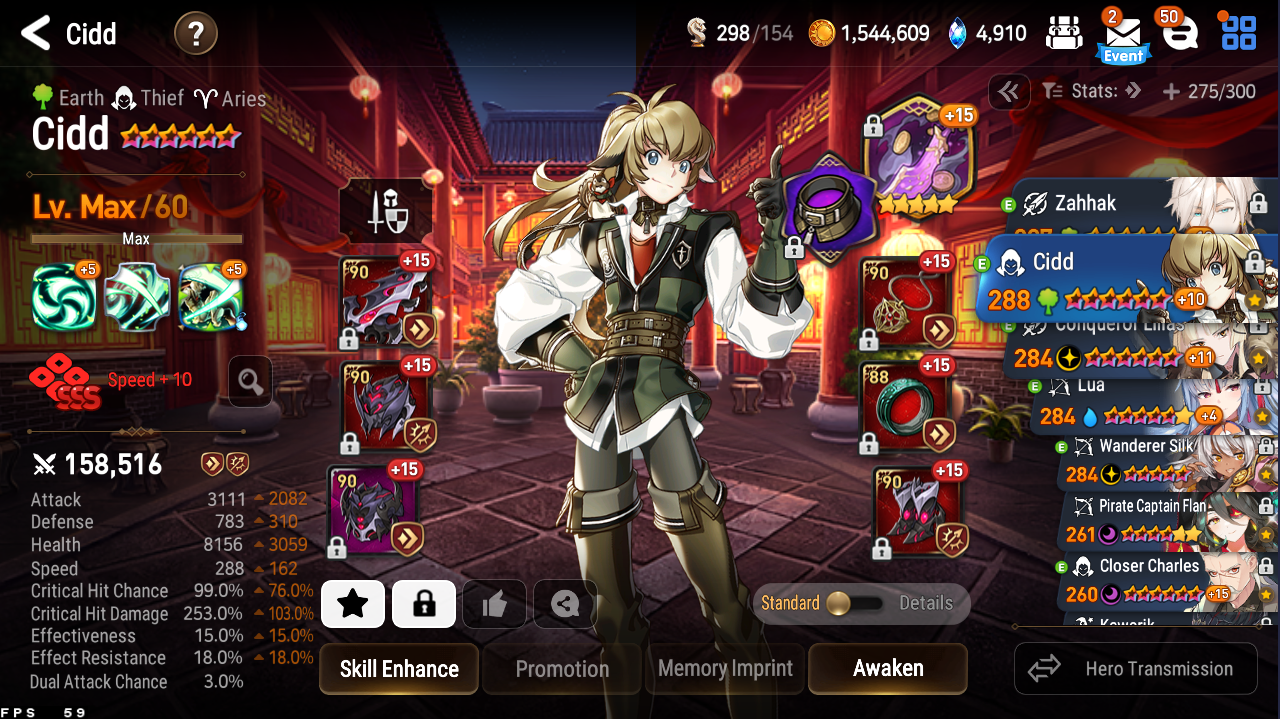 Cidd
?
298/154
1,544,609
4,910
2
Event
50
Earth Thief Aries
Cidd
Lv. Max/60
Max
+5
+5
SSS
Speed + 10
158,516
Attack 3111 2082
Defense 783 310
Health 8156 3059
Speed 288 162
Critical Hit Chance 99.0% 76.0%
Critical Hit Damage 253.0% 103.0%
Effectiveness 15.0% 15.0%
Effect Resistance 18.0% 18.0%
Dual Attack Chance 3.0%
FPS 59
90 +15
90 +15
90 +15
+15
90 +15
88 +15
90 +15
Standard
Details
Skill Enhance
Promotion
Memory Imprint
Awaken
Stats:
275/300
E Zahhak
E Cidd
288 +10
E Conqueror Lilias
284 +11
E Lua
284 +4
E Wanderer Silk
284
Pirate Captain Flan
261
E Closer Charles
260 +15
Kawerik
Hero Transmission